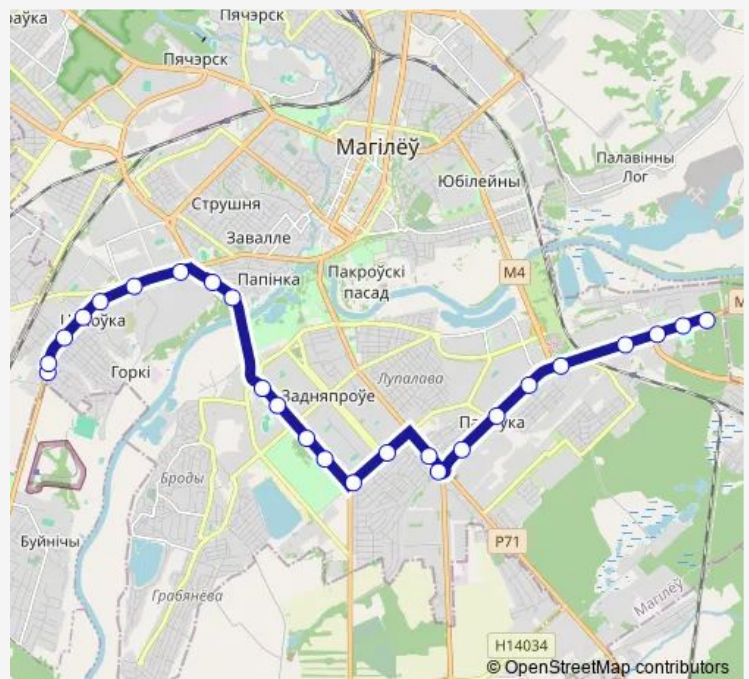 Пячэрск
Пячэрск
Магілёў
Палавінны
Лог
Юбілейны
Струшня
Завалле
Папінка
Пакроўскі
пасад
M4
M
Горкі
Лупалава
Задняпроўе
Броды
Буйнічы
P71
Грабянёва
Магілёў
H14034
© OpenStreetMap contributors